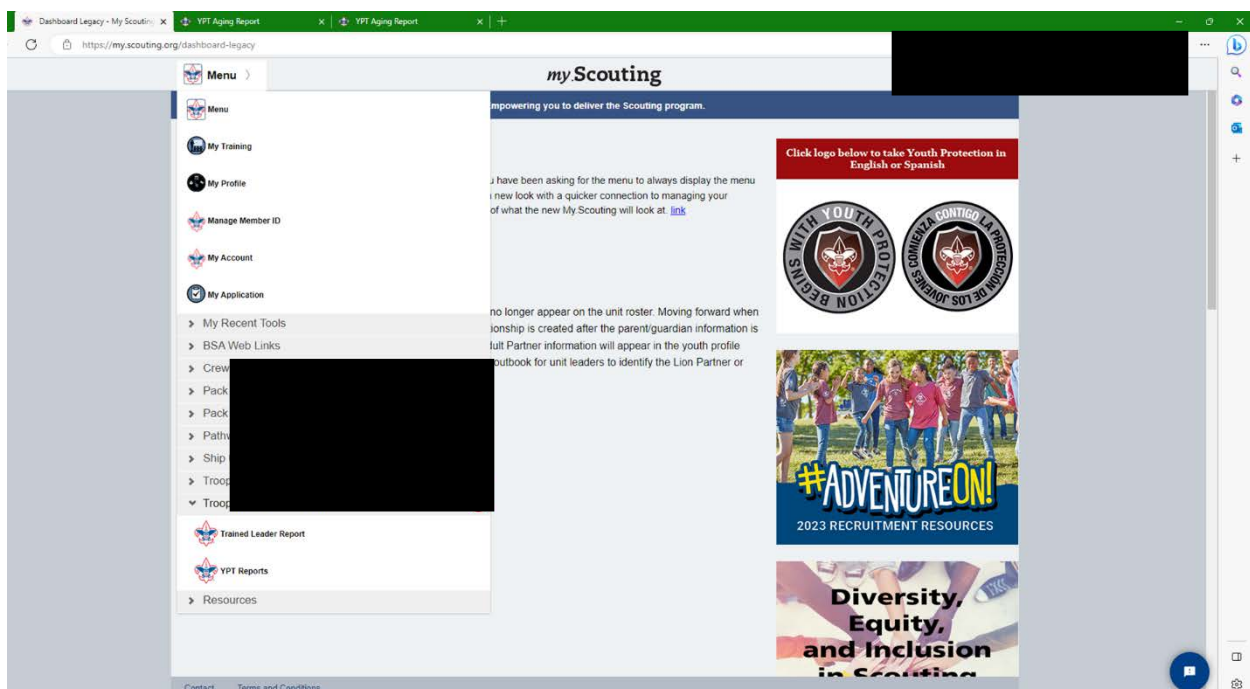 Dashboard Legacy - My Scouting
YPT Aging Report
YPT Aging Report
https://my.scouting.org/dashboard-legacy
Menu
my.Scouting
Menu
My Training
My Profile
Manage Member ID
My Account
My Application
My Recent Tools
BSA Web Links
Crew
Pack
Pack
Ship
Troop
Troop
Trained Leader Report
YPT Reports
Resources
mpowering you to deliver the Scouting program.
u have been asking for the menu to always display the menu
new look with a quicker connection to managing your
of what the new My.Scouting will look at. link
no longer appear on the unit roster. Moving forward when
ionship is created after the parent/guardian information is
ult Partner information will appear in the youth profile
outbook for unit leaders to identify the Lion Partner or
Click logo below to take Youth Protection in
English or Spanish
YOUTH PROTECTION BEGINS WITH YOU
LA PROTECCIÓN DE LOS JÓVENES COMIENZA CONTIGO
#ADVENTUREON!
2023 RECRUITMENT RESOURCES
Diversity,
Equity,
and Inclusion
in Scouting
Contact
Terms and Conditions